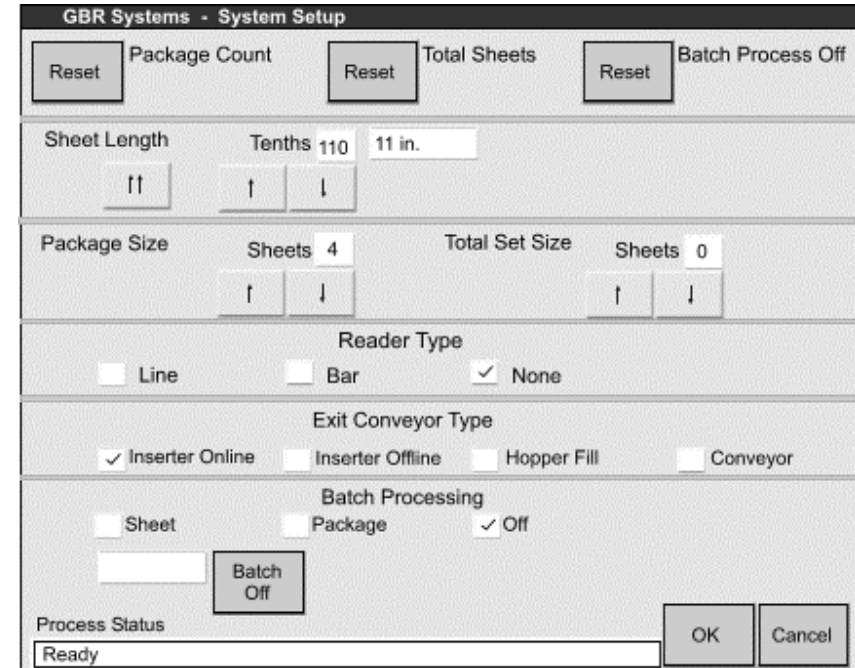 GBR Systems - System Setup
Reset Package Count Reset Total Sheets Reset Batch Process Off
Sheet Length Tenths 110 11 in.
Package Size Sheets 4 Total Set Size Sheets 0
Reader Type
Line Bar None
Exit Conveyor Type
Inserter Online Inserter Offline Hopper Fill Conveyor
Batch Processing
Sheet Package Off
Batch
Off
Process Status
Ready
OK Cancel